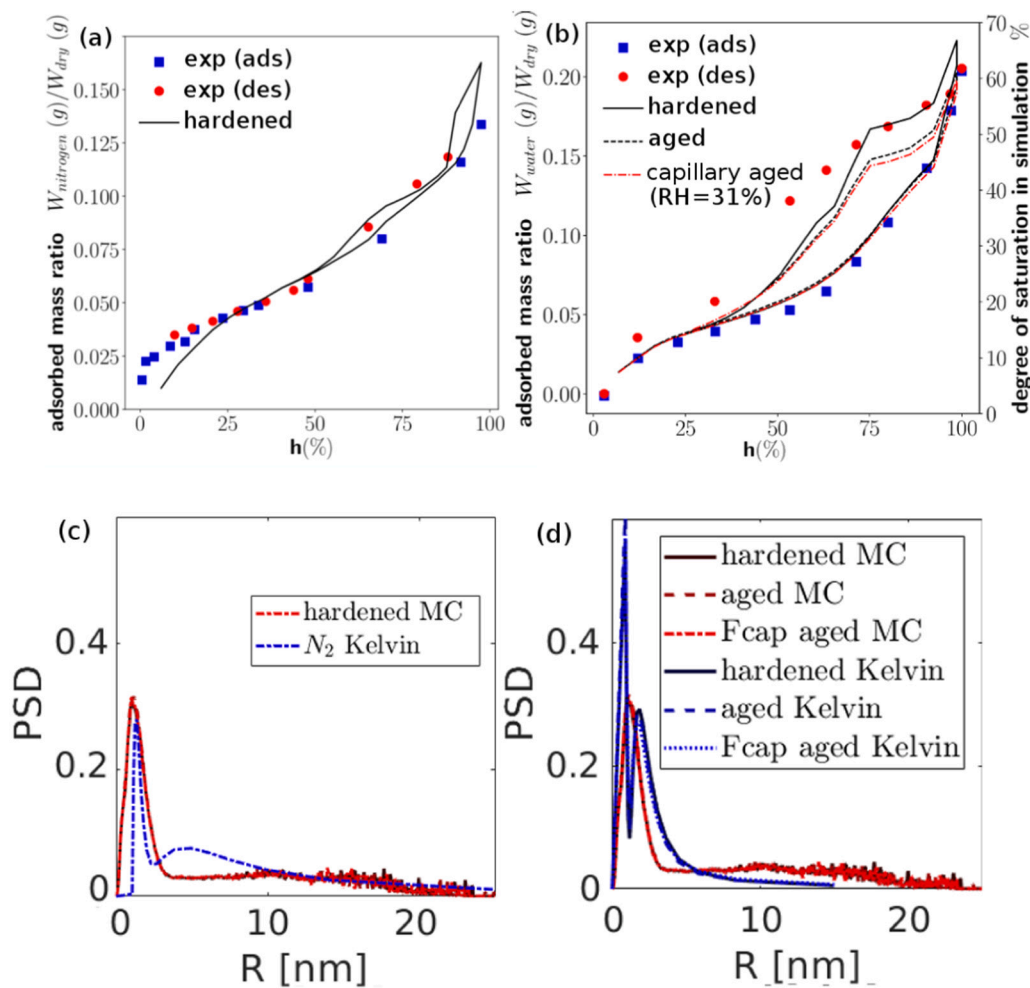 (a)
exp (ads)
exp (des)
hardened
adsorbed mass ratio W_nitrogen (g)/W_dry (g)
0.150
0.125
0.100
0.075
0.050
0.025
0.000
0 25 50 75 100
h(%)
(b)
exp (ads)
exp (des)
hardened
aged
capillary aged
(RH=31%)
adsorbed mass ratio W_water (g)/W_dry (g)
0.20
0.15
0.10
0.05
0.00
0 25 50 75 100
h(%)
70
60
50
40
30
20
10
0
degree of saturation in simulation %
(c)
hardened MC
N2 Kelvin
PSD
0.4
0.2
0
0 10 20
R [nm]
(d)
hardened MC
aged MC
Fcap aged MC
hardened Kelvin
aged Kelvin
Fcap aged Kelvin
PSD
0.4
0.2
0
0 10 20
R [nm]